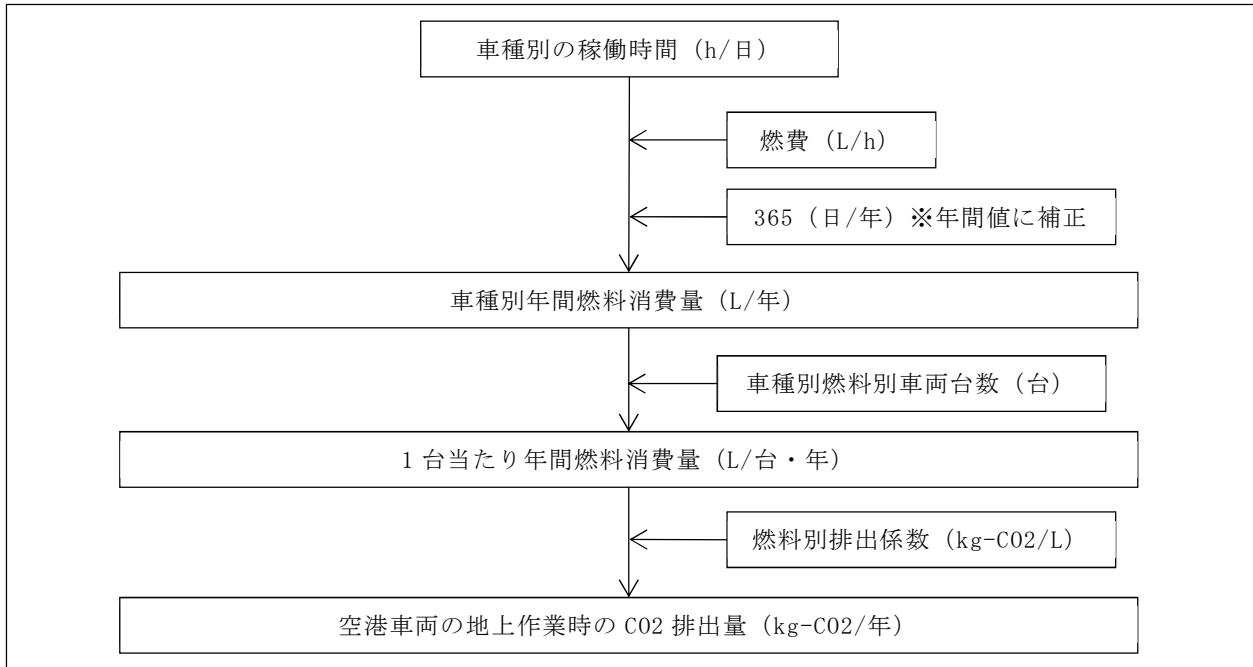 車種別の稼働時間（h/日）
燃費（L/h）
365（日/年）※年間値に補正
車種別年間燃料消費量（L/年）
車種別燃料別車両台数（台）
1台当たり年間燃料消費量（L/台・年）
燃料別排出係数（kg-CO2/L）
空港車両の地上作業時のCO2排出量（kg-CO2/年）